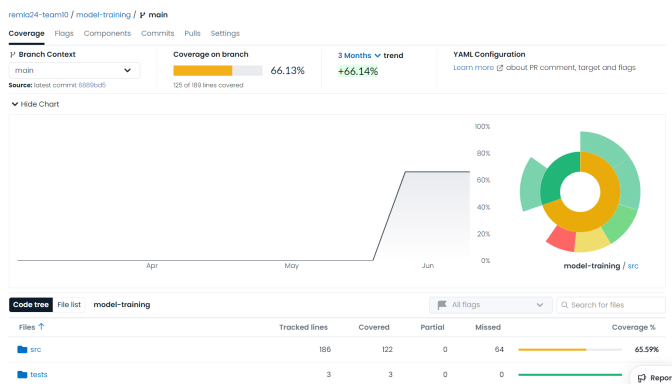 remla24-team10 / model-training / main
Coverage Flags Components Commits Pulls Settings
Branch Context
main
Source: latest commit 6889bd5
Coverage on branch
66.13%
125 of 189 lines covered
3 Months trend
+66.14%
YAML Configuration
Learn more about PR comment, target and flags
Hide Chart
100%
80%
60%
40%
20%
0%
Apr May Jun
model-training / src
Code tree File list model-training
All flags
Search for files
Files Tracked lines Covered Partial Missed Coverage %
src 186 122 0 64 65.59%
tests 3 3 0 0
Repor